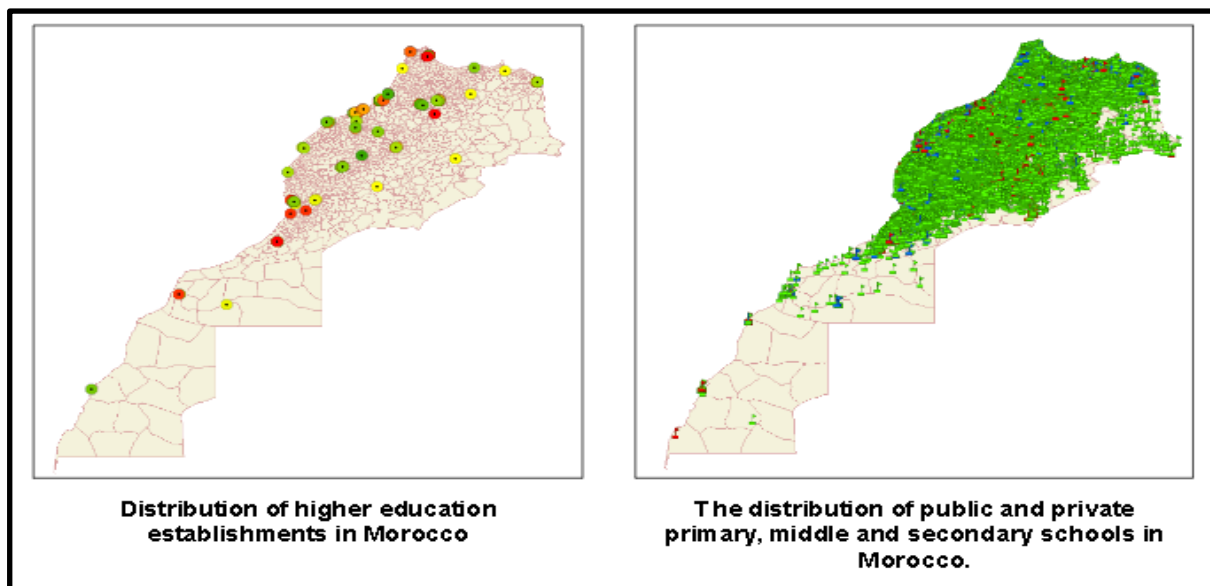 Distribution of higher education
establishments in Morocco
The distribution of public and private
primary, middle and secondary schools in
Morocco.